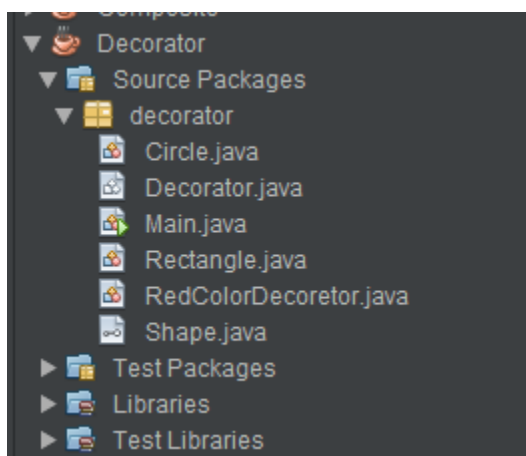 Composite
Decorator
Source Packages
decorator
Circle.java
Decorator.java
Main.java
Rectangle.java
RedColorDecoretor.java
Shape.java
Test Packages
Libraries
Test Libraries